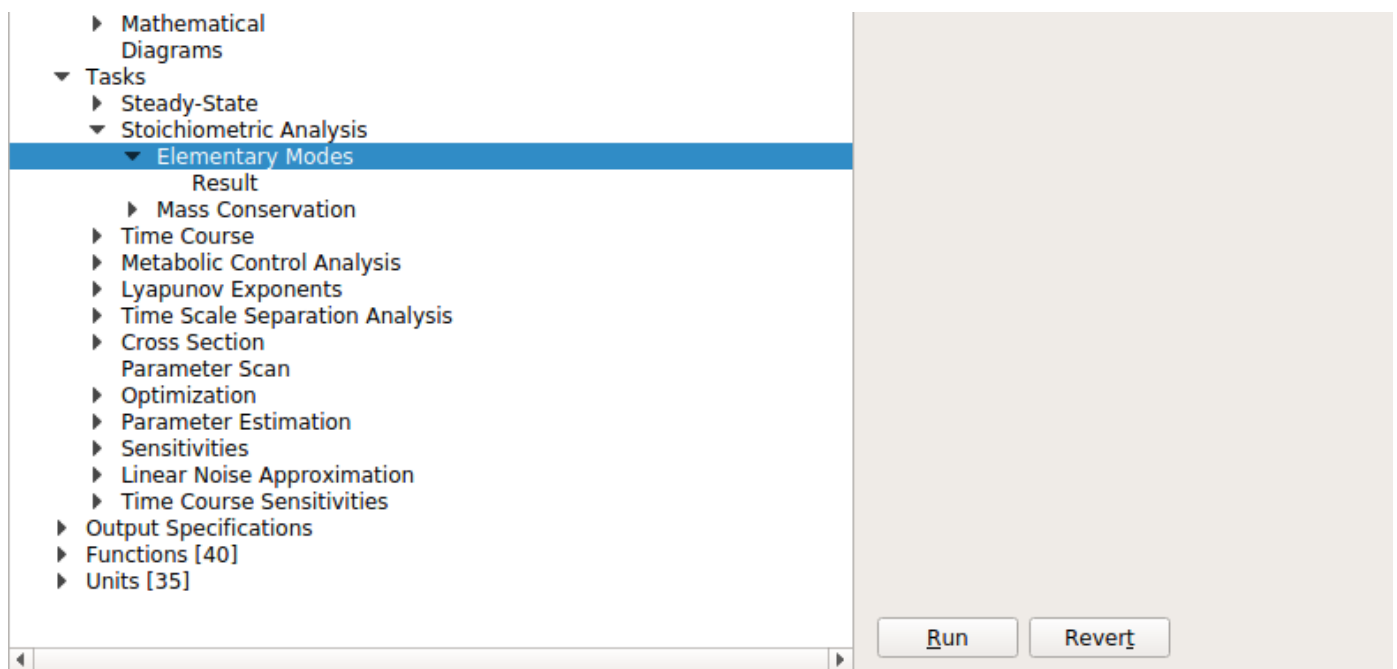 Mathematical
Diagrams
Tasks
Steady-State
Stoichiometric Analysis
Elementary Modes
Result
Mass Conservation
Time Course
Metabolic Control Analysis
Lyapunov Exponents
Time Scale Separation Analysis
Cross Section
Parameter Scan
Optimization
Parameter Estimation
Sensitivities
Linear Noise Approximation
Time Course Sensitivities
Output Specifications
Functions [40]
Units [35]
Run Revert